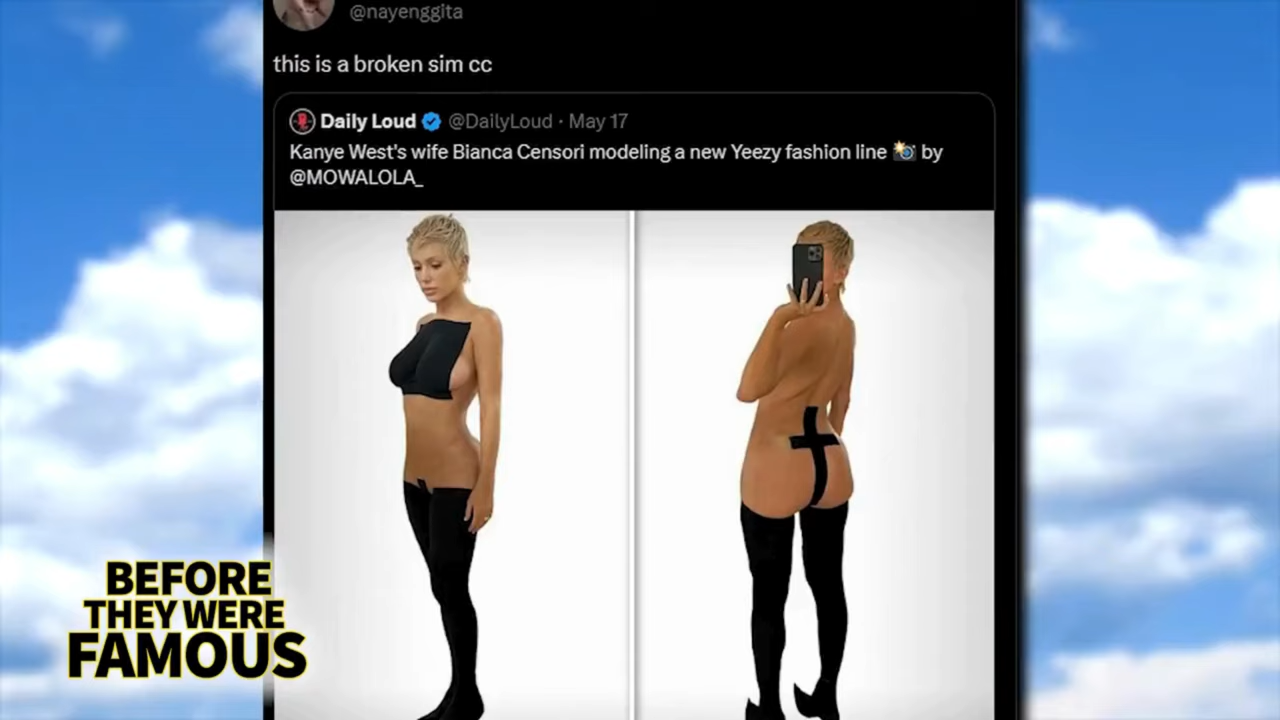 @nayenggita
this is a broken sim cc
Daily Loud @DailyLoud · May 17
Kanye West's wife Bianca Censori modeling a new Yeezy fashion line 📸 by
@MOWALOLA_
BEFORE
THEY WERE
FAMOUS